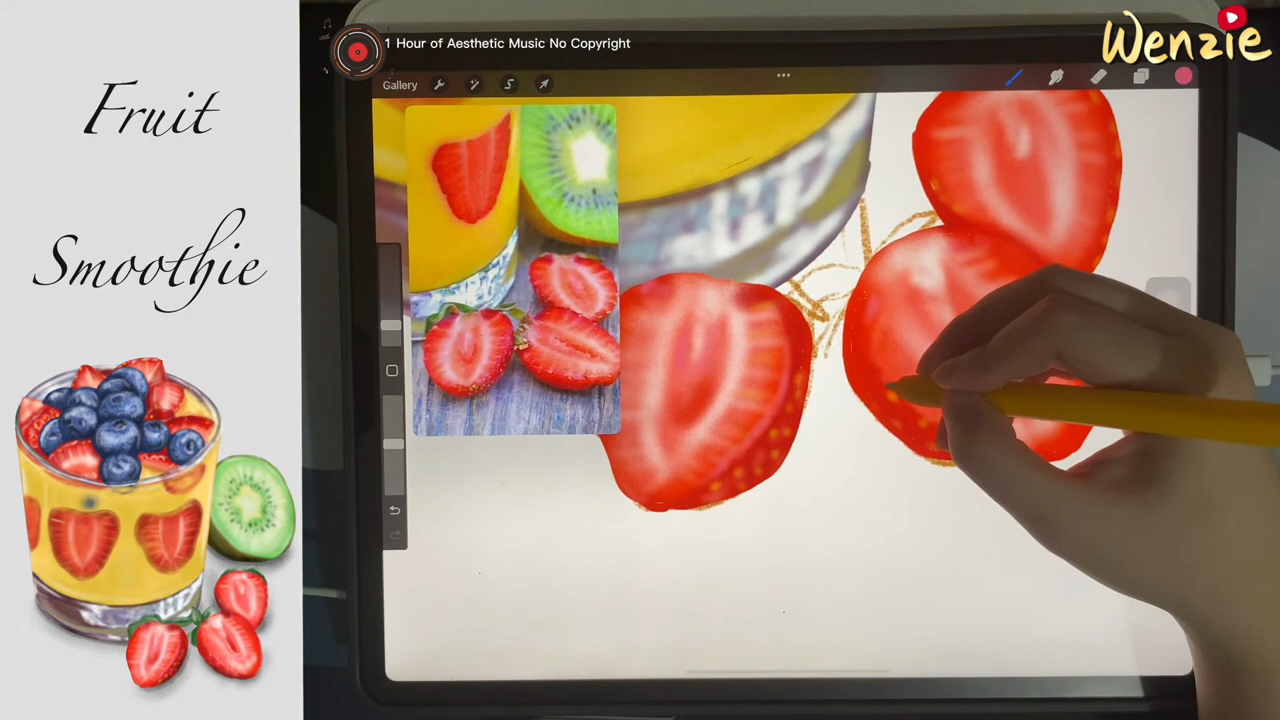 Fruit
Smoothie
1 Hour of Aesthetic Music No Copyright
Gallery
Wenzie